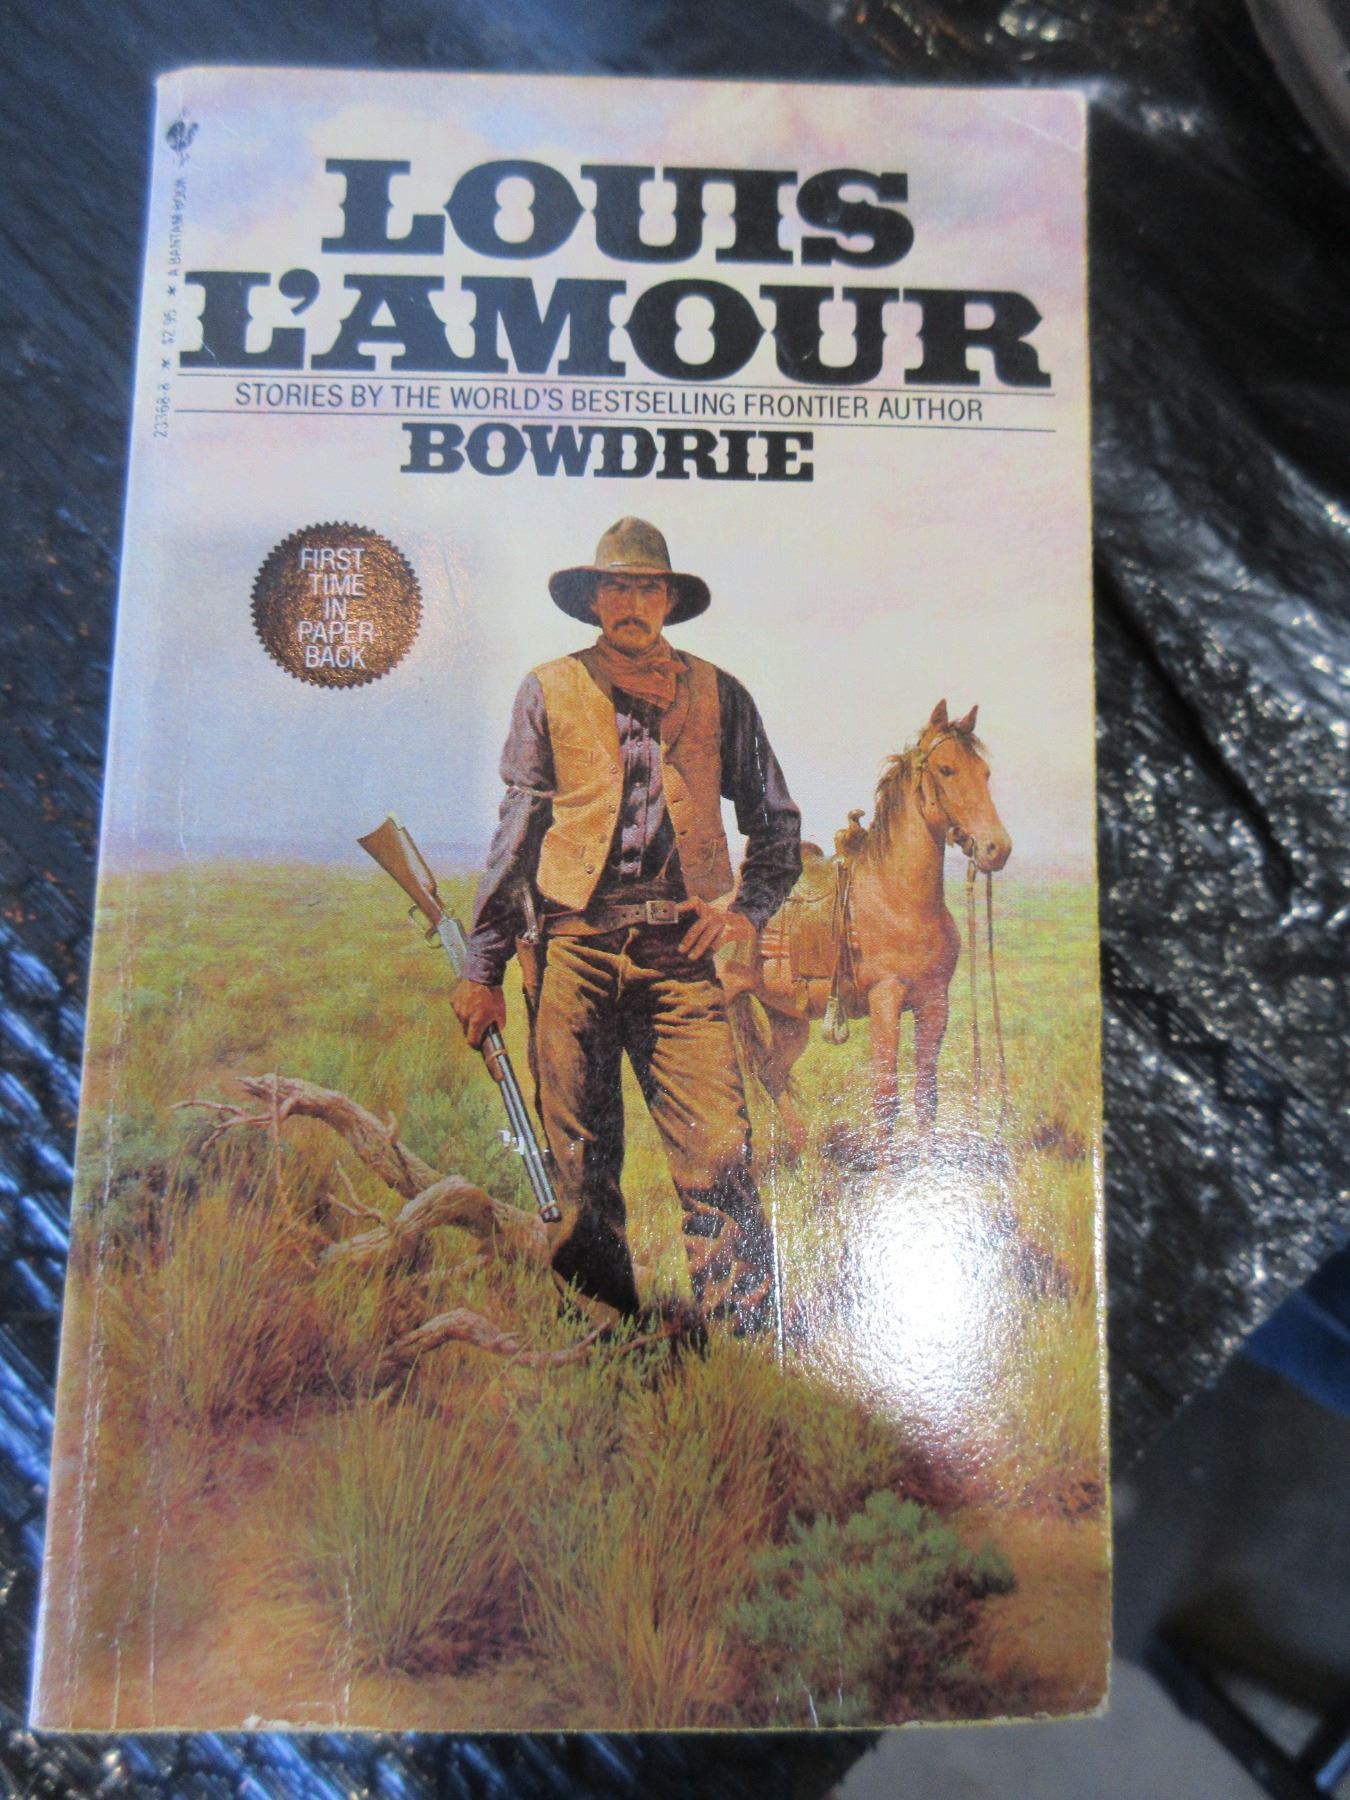 LOUIS
L'AMOUR
STORIES BY THE WORLD'S BESTSELLING FRONTIER AUTHOR
BOWDRIE
FIRST
TIME
IN
PAPER
BACK
23368-8 * $2.95 * A BANTAM BOOK